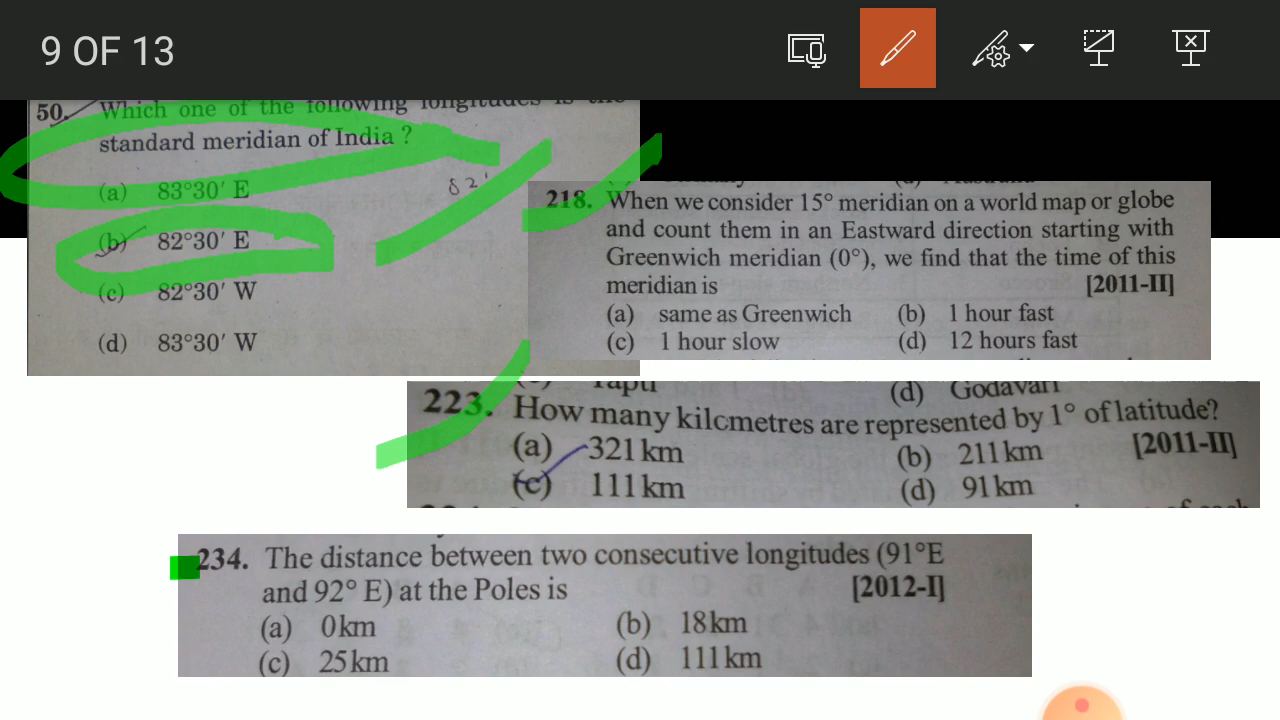 9 OF 13
50. Which one of the following longitudes is the
standard meridian of India ?
(a) 83°30′ E
82
(b) 82°30′ E
(c) 82°30′ W
(d) 83°30′ W
218. When we consider 15° meridian on a world map or globe
and count them in an Eastward direction starting with
Greenwich meridian (0°), we find that the time of this
meridian is [2011-II]
(a) same as Greenwich (b) 1 hour fast
(c) 1 hour slow (d) 12 hours fast
Tapti (d) Godavari
223. How many kilometres are represented by 1° of latitude?
[2011-II]
(a) 321 km (b) 211 km
(c) 111 km (d) 91 km
234. The distance between two consecutive longitudes (91°E
and 92° E) at the Poles is [2012-I]
(a) 0 km (b) 18 km
(c) 25 km (d) 111 km